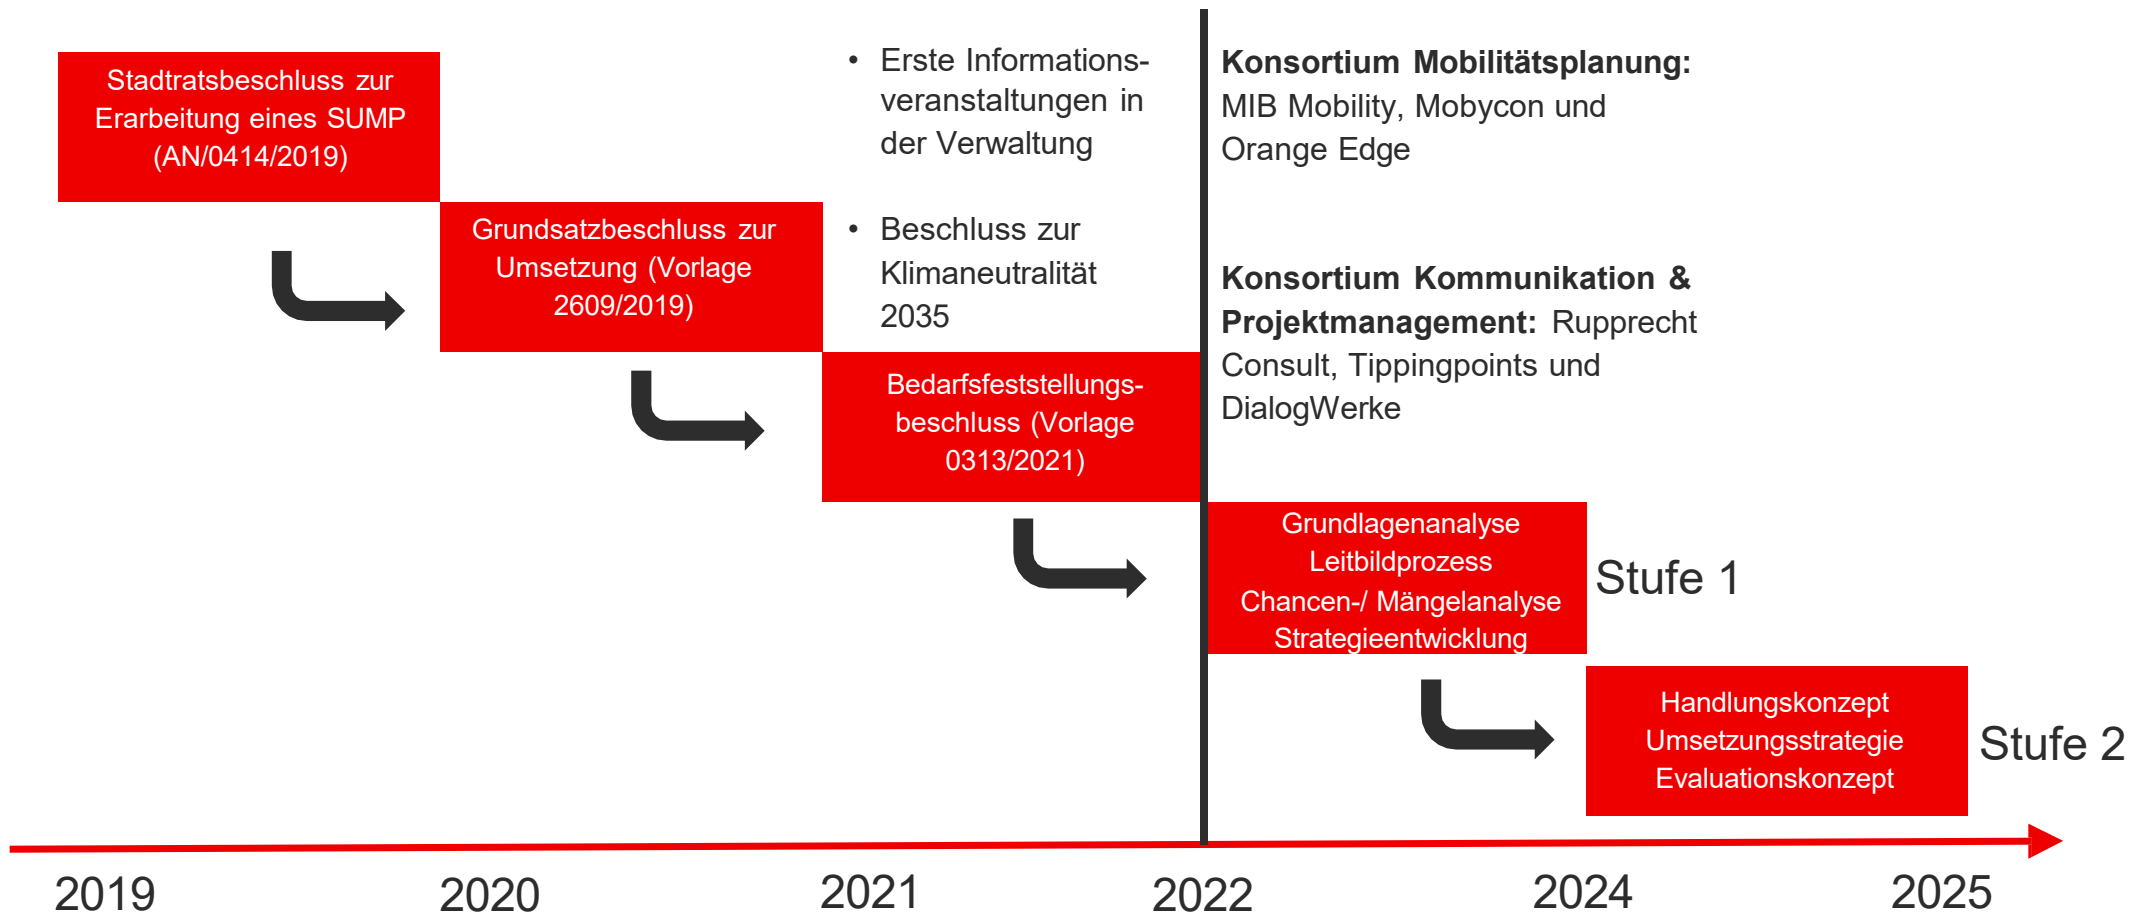 Stadtratsbeschluss zur
Erarbeitung eines SUMP
(AN/0414/2019)
Grundsatzbeschluss zur
Umsetzung (Vorlage
2609/2019)
• Erste Informations-
veranstaltungen in
der Verwaltung
• Beschluss zur
Klimaneutralität
2035
Bedarfsfeststellungs-
beschluss (Vorlage
0313/2021)
Konsortium Mobilitätsplanung:
MIB Mobility, Mobycon und
Orange Edge
Konsortium Kommunikation &
Projektmanagement: Rupprecht
Consult, Tippingpoints und
DialogWerke
Grundlagenanalyse
Leitbildprozess
Chancen-/ Mängelanalyse
Strategieentwicklung
Stufe 1
Handlungskonzept
Umsetzungsstrategie
Evaluationskonzept
Stufe 2
2019
2020
2021
2022
2024
2025